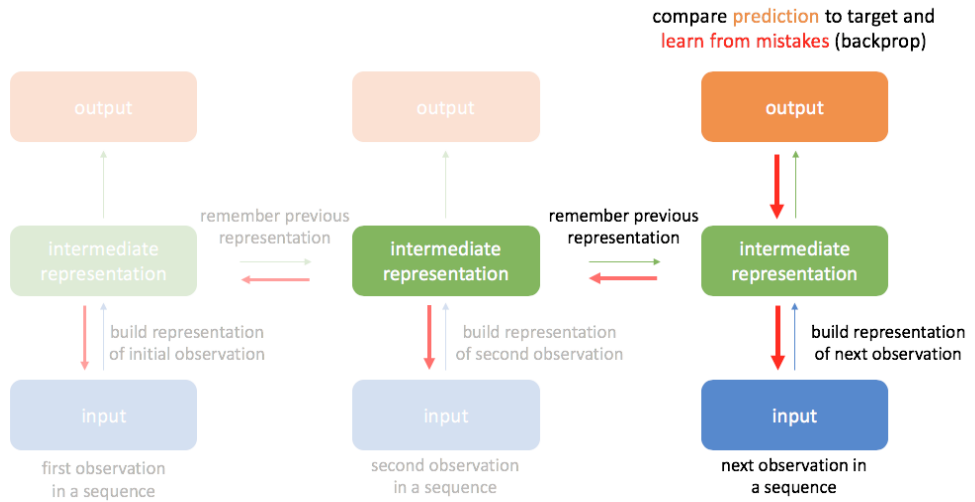 compare prediction to target and
learn from mistakes (backprop)
output
output
output
remember previous
representation
remember previous
representation
intermediate
representation
intermediate
representation
intermediate
representation
build representation
of initial observation
build representation
of second observation
build representation
of next observation
input
input
input
first observation
in a sequence
second observation
in a sequence
next observation in
a sequence